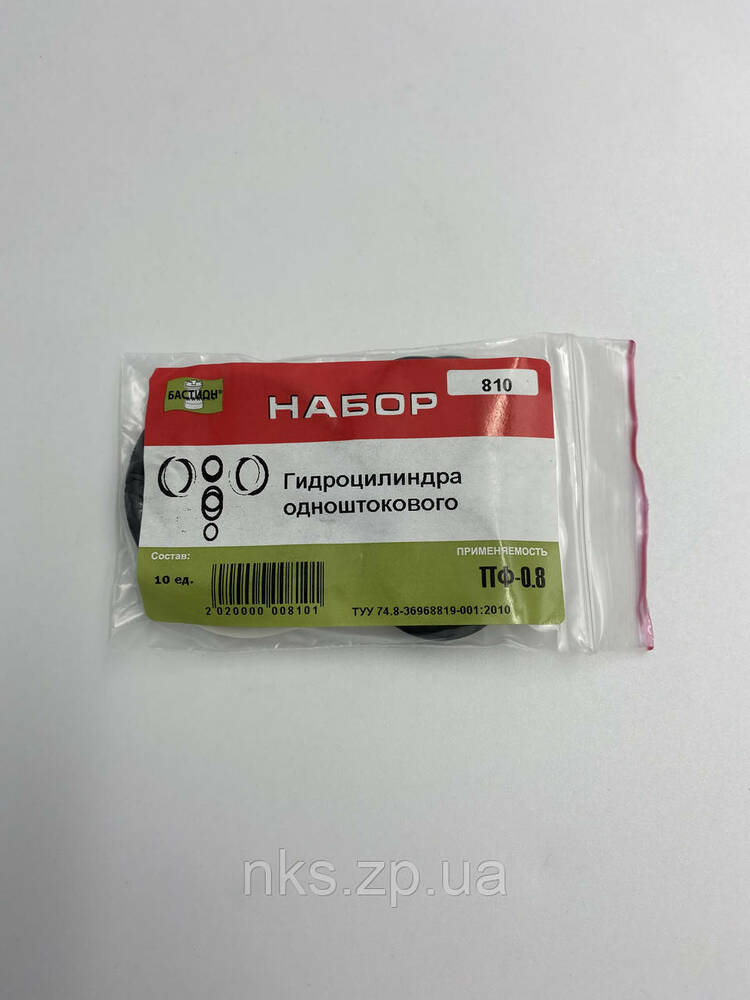 БАСТИОН®
НАБОР
810
Гидроцилиндра
одноштокового
Состав:
10 ед.
2 020000 008101
ПРИМЕНЯЕМОСТЬ
ПФ-0.8
ТУУ 74.8-36968819-001:2010
nks.zp.ua